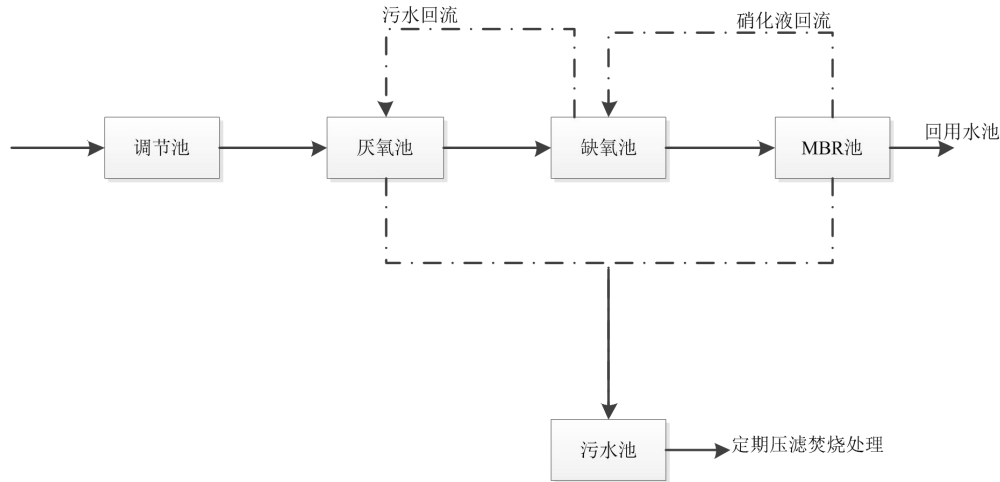 污水回流
硝化液回流
调节池
厌氧池
缺氧池
MBR池
回用水池
污水池
定期压滤焚烧处理